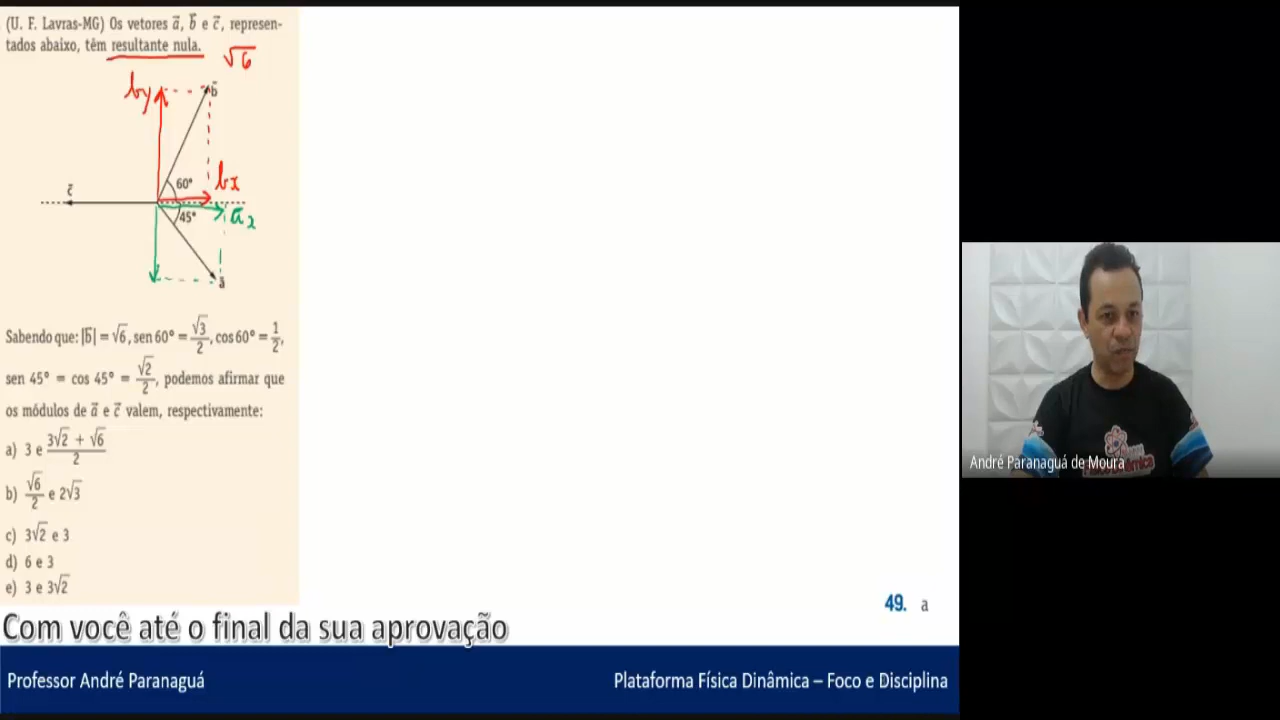 (U. F. Lavras-MG) Os vetores a⃗, b⃗ e c⃗, represen-
tados abaixo, têm resultante nula.
√6
by
b⃗
60°
bx
c⃗
45°
a⃗x
a⃗
Sabendo que: |b⃗| = √6, sen 60° = √3/2, cos 60° = 1/2,
sen 45° = cos 45° = √2/2, podemos afirmar que
os módulos de a⃗ e c⃗ valem, respectivamente:
a) 3 e (3√2 + √6)/2
b) √6/2 e 2√3
c) 3√2 e 3
d) 6 e 3
e) 3 e 3√2
49. a
Com você até o final da sua aprovação
Professor André Paranaguá
Plataforma Física Dinâmica – Foco e Disciplina
André Paranaguá de Moura